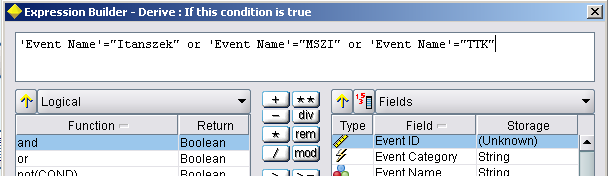 Expression Builder - Derive : If this condition is true
'Event Name'="Itanszek" or 'Event Name'="MSZI" or 'Event Name'="TTK"
Logical
Fields
Function Return
and Boolean
or Boolean
not(COND) Boolean
+ **
- div
* rem
/ mod
> >=
Type Field Storage
Event ID (Unknown)
Event Category String
Event Name String